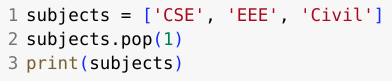 1 subjects = ['CSE', 'EEE', 'Civil']
2 subjects.pop(1)
3 print(subjects)